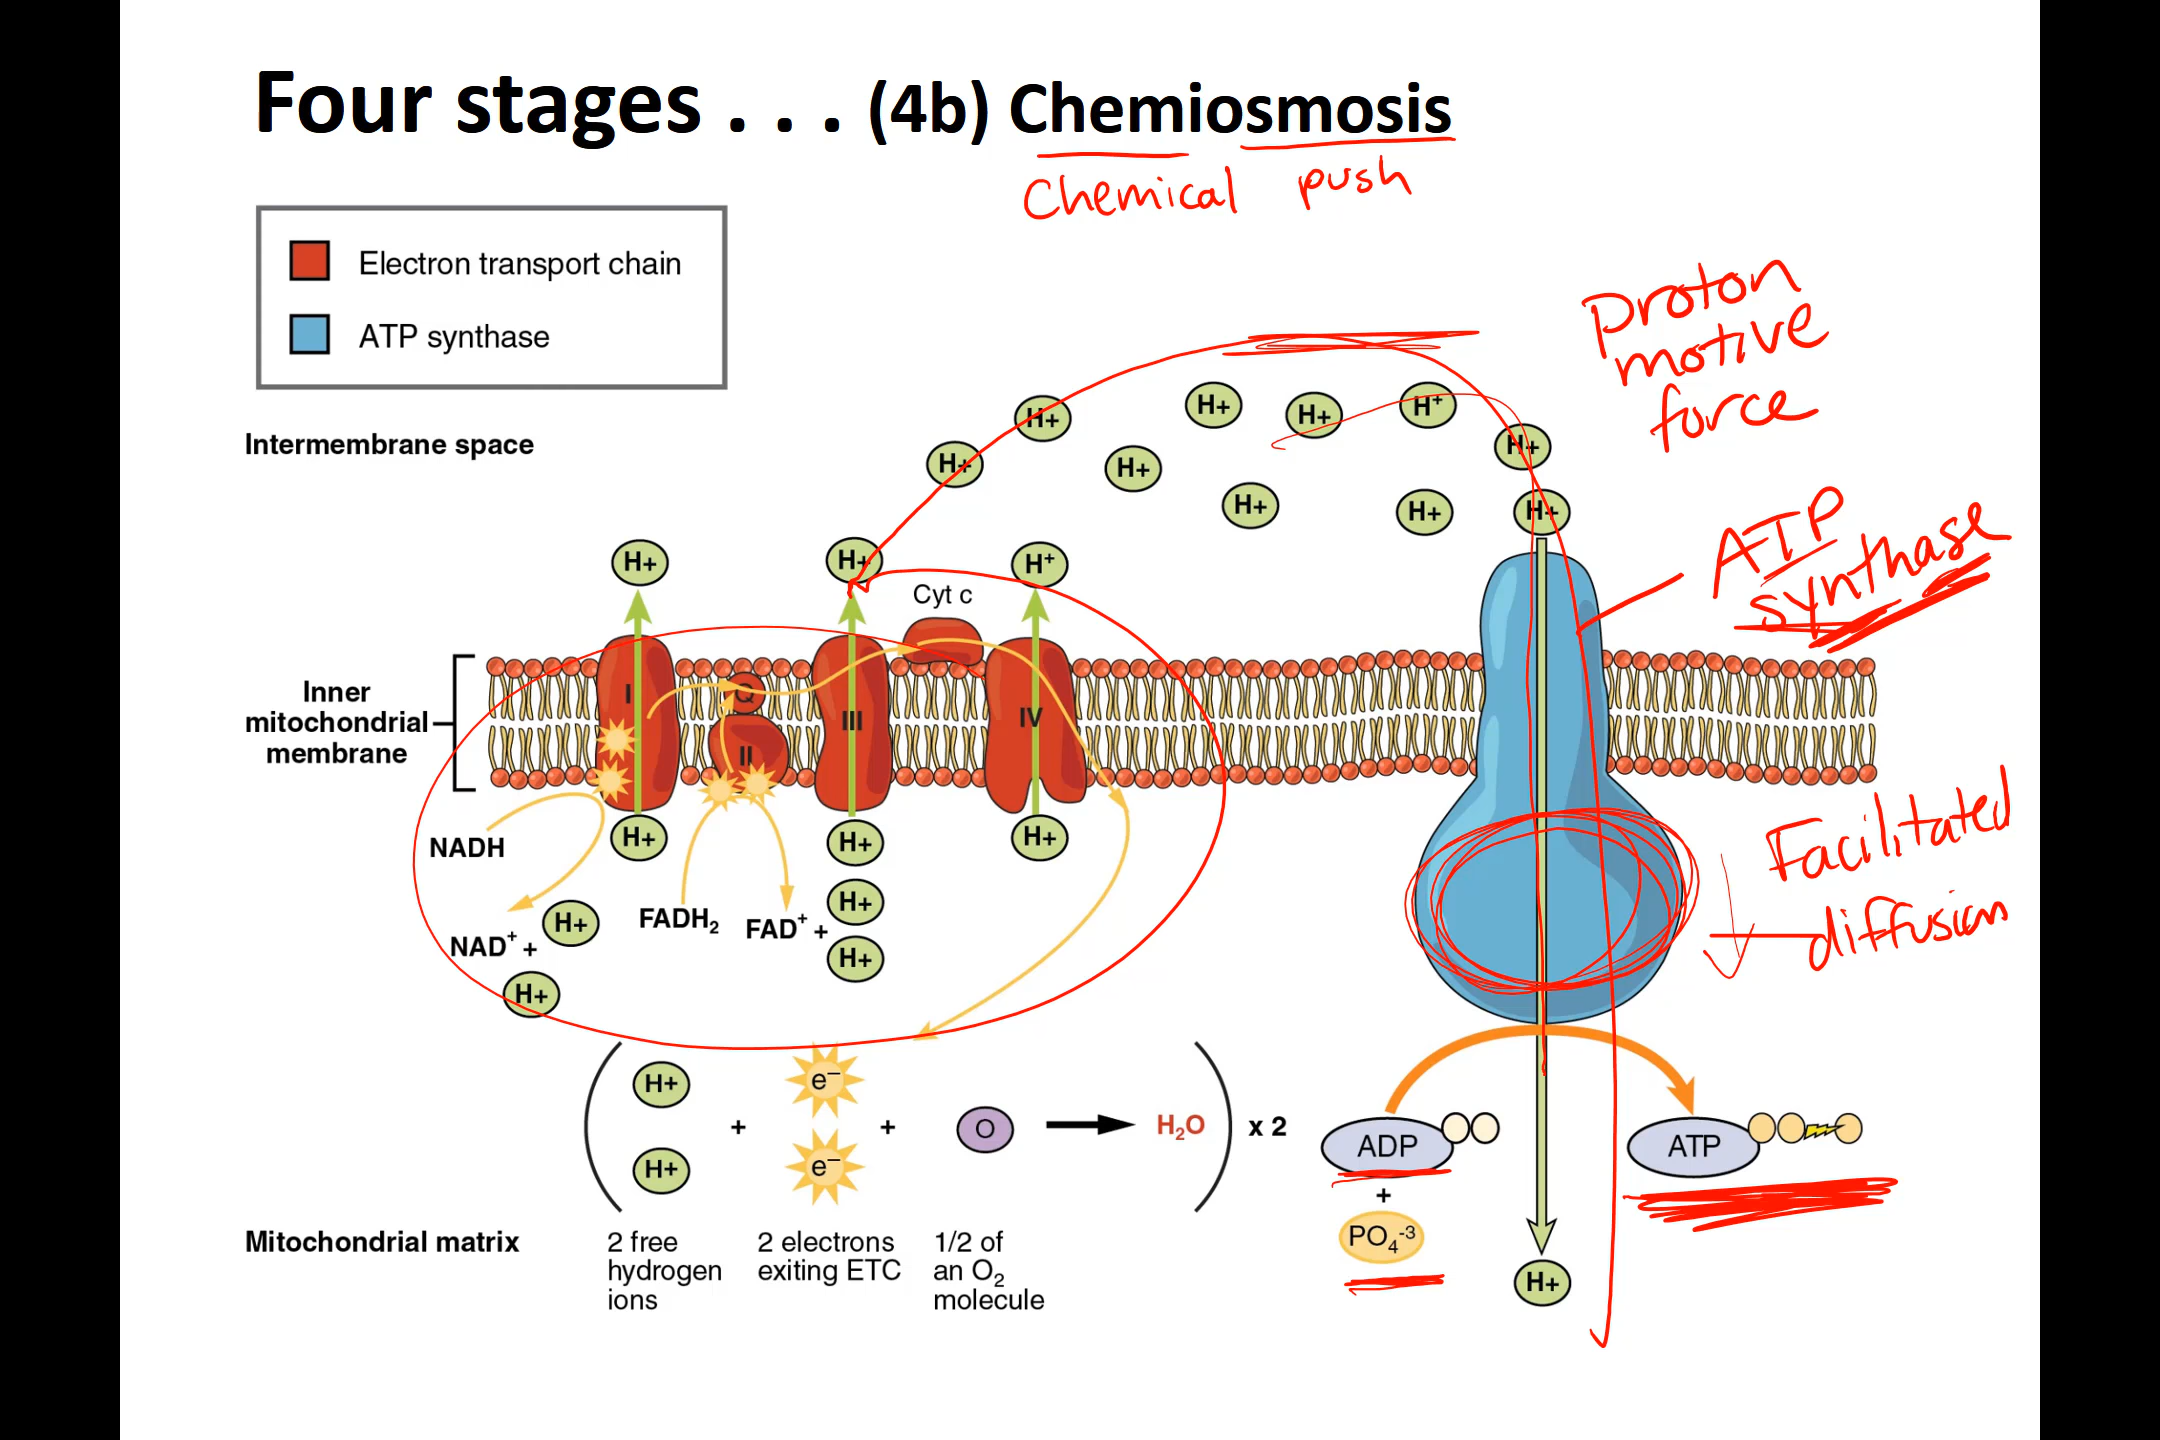 Four stages . . . (4b) Chemiosmosis
Chemical push
Electron transport chain
ATP synthase
Proton
motive
force
Intermembrane space
H+
H+
H+
H+
H+
H+
H+
H+
H+
H+
ATP
synthase
H+
H+
H+
Cyt c
Inner
mitochondrial
membrane
I
Q
II
III
IV
NADH
H+
H+
H+
H+
H+
NAD+ +
H+
H+
FADH2
FAD+ +
Facilitated
diffusion
H+
H+
+
e−
e−
+
O
H2O
x 2
ADP
+
PO4-3
ATP
H+
Mitochondrial matrix
2 free
hydrogen
ions
2 electrons
exiting ETC
1/2 of
an O2
molecule